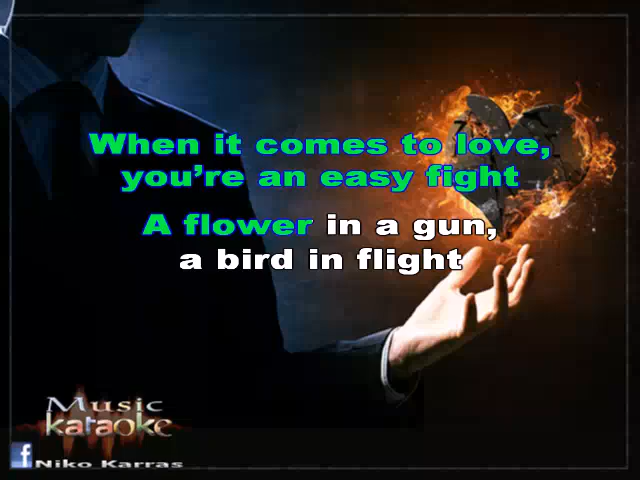 When it comes to love,
you're an easy fight
A flower in a gun,
a bird in flight
Music
karaoke
f Niko Karras